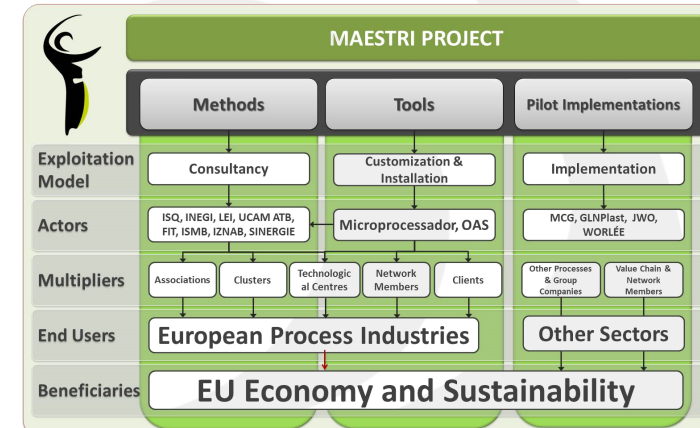 MAESTRI PROJECT
Methods
Tools
Pilot Implementations
Exploitation
Model
Consultancy
Customization &
Installation
Implementation
Actors
ISQ, INEGI, LEI, UCAM ATB,
FIT, ISMB, IZNAB, SINERGIE
Microprocessador, OAS
MCG, GLNPlast, JWO,
WORLÉE
Multipliers
Associations
Clusters
Technologic
al Centres
Network
Members
Clients
Other Processes
& Group
Companies
Value Chain &
Network
Members
End Users
European Process Industries
Other Sectors
Beneficiaries
EU Economy and Sustainability